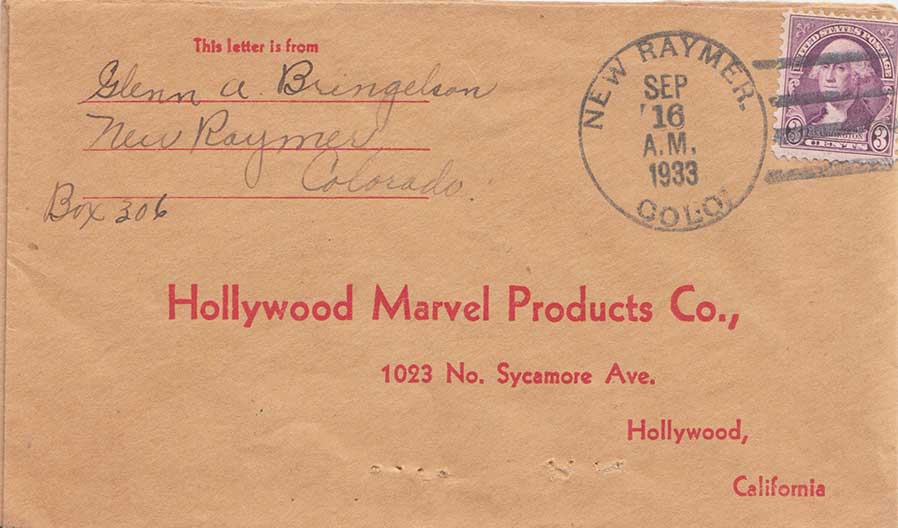 This letter is from
Glenn A. Bringelson
New Raymer,
Colorado
Box 306
NEW RAYMER.
SEP
16
A.M.
1933
COLO.
UNITED STATES POSTAGE
3 3
CENTS
Hollywood Marvel Products Co.,
1023 No. Sycamore Ave.
Hollywood,
California